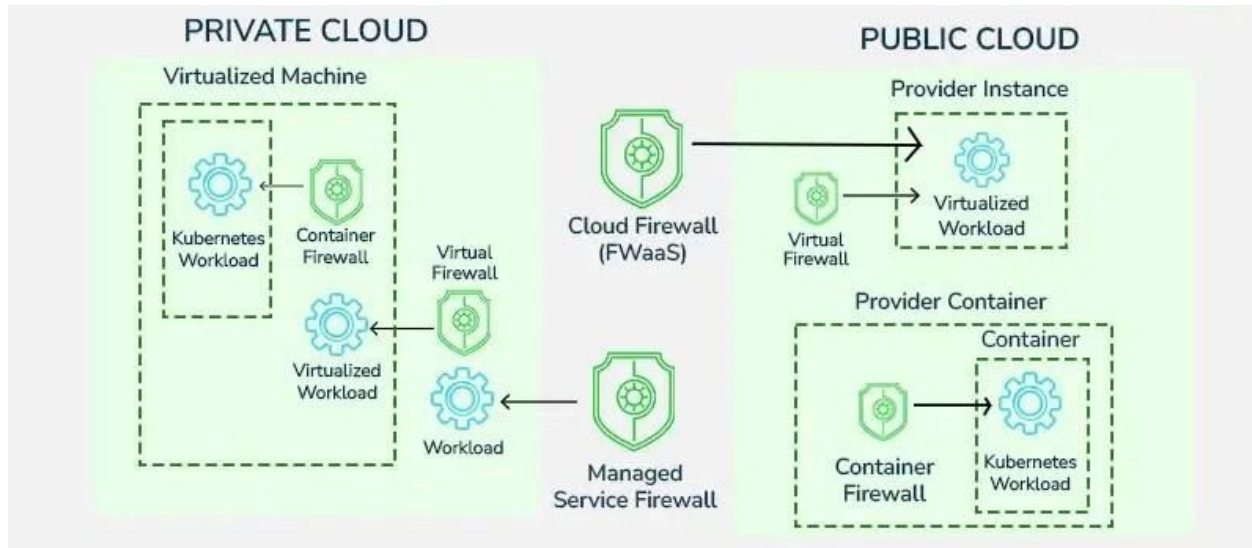 PRIVATE CLOUD
Virtualized Machine
Kubernetes
Workload
Container
Firewall
Virtual
Firewall
Virtualized
Workload
Workload
Cloud Firewall
(FWaaS)
Managed
Service Firewall
PUBLIC CLOUD
Provider Instance
Virtual
Firewall
Virtualized
Workload
Provider Container
Container
Container
Firewall
Kubernetes
Workload